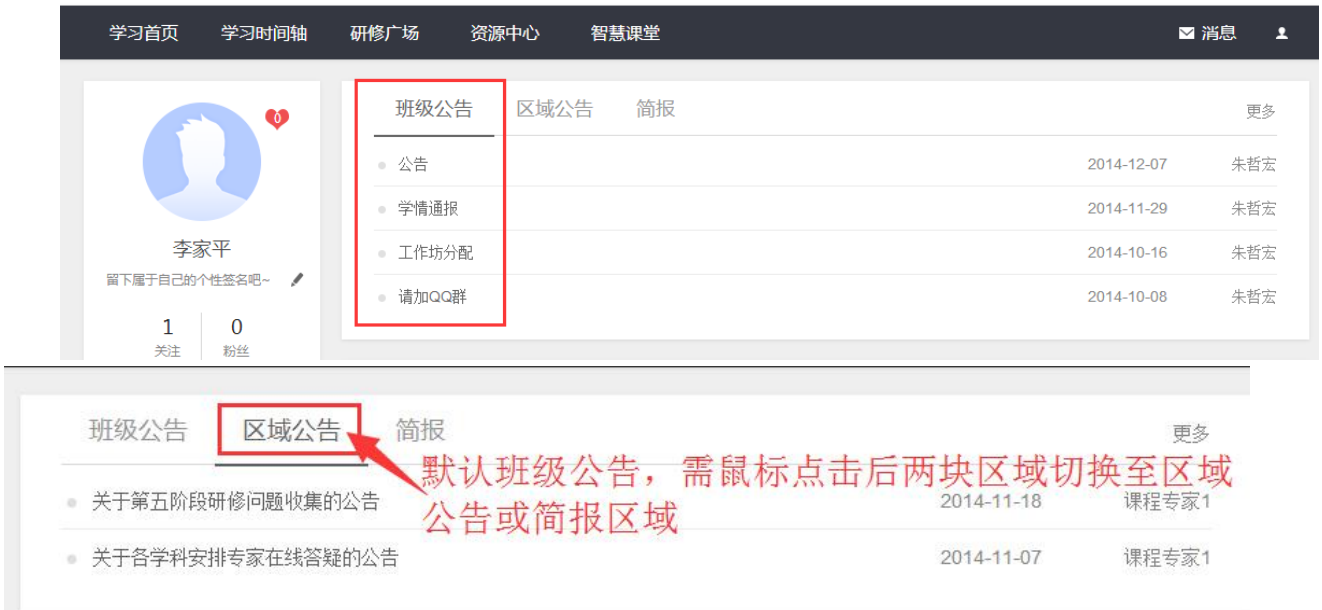 学习首页 学习时间轴 研修广场 资源中心 智慧课堂 消息
班级公告 区域公告 简报 更多
0
公告 2014-12-07 朱哲宏
学情通报 2014-11-29 朱哲宏
李家平
工作坊分配 2014-10-16 朱哲宏
留下属于自己的个性签名吧~
请加QQ群 2014-10-08 朱哲宏
1 0
关注 粉丝
班级公告 区域公告 简报 更多
默认班级公告，需鼠标点击后两块区域切换至区域
关于第五阶段研修问题收集的公告 2014-11-18 课程专家1
公告或简报区域
关于各学科安排专家在线答疑的公告 2014-11-07 课程专家1